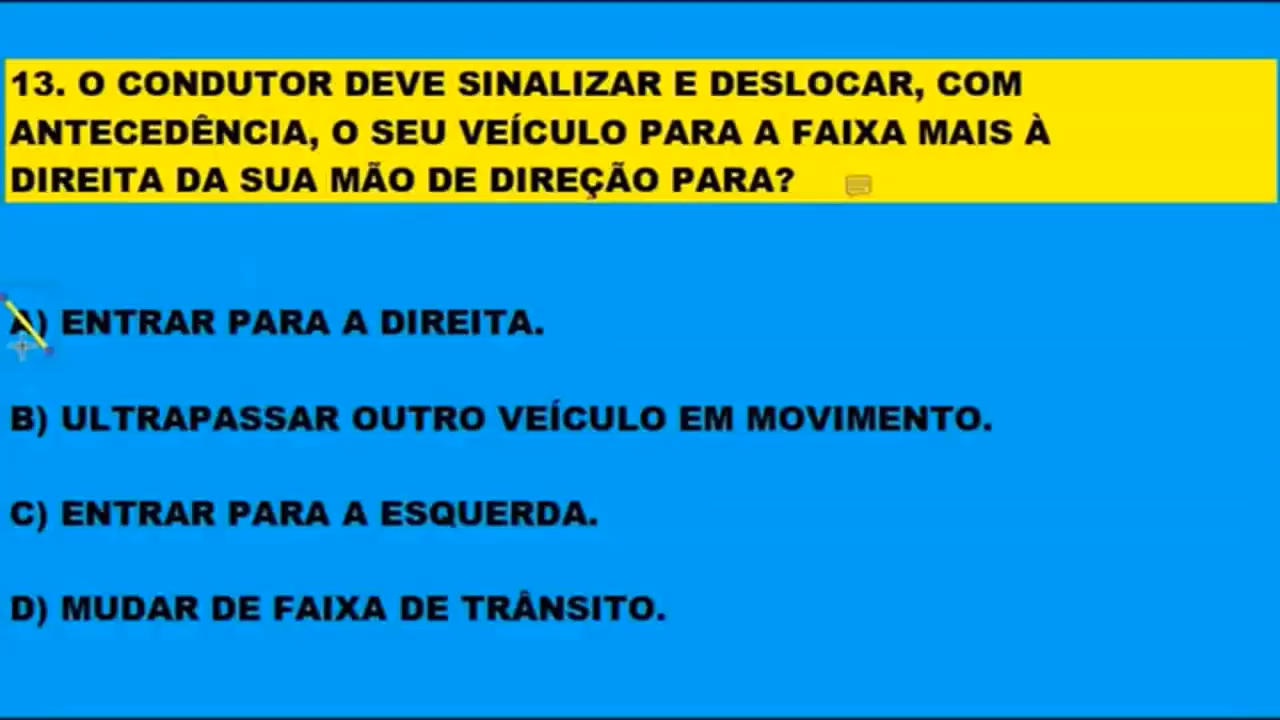 13. O CONDUTOR DEVE SINALIZAR E DESLOCAR, COM
ANTECEDÊNCIA, O SEU VEÍCULO PARA A FAIXA MAIS À
DIREITA DA SUA MÃO DE DIREÇÃO PARA?
A) ENTRAR PARA A DIREITA.
B) ULTRAPASSAR OUTRO VEÍCULO EM MOVIMENTO.
C) ENTRAR PARA A ESQUERDA.
D) MUDAR DE FAIXA DE TRÂNSITO.